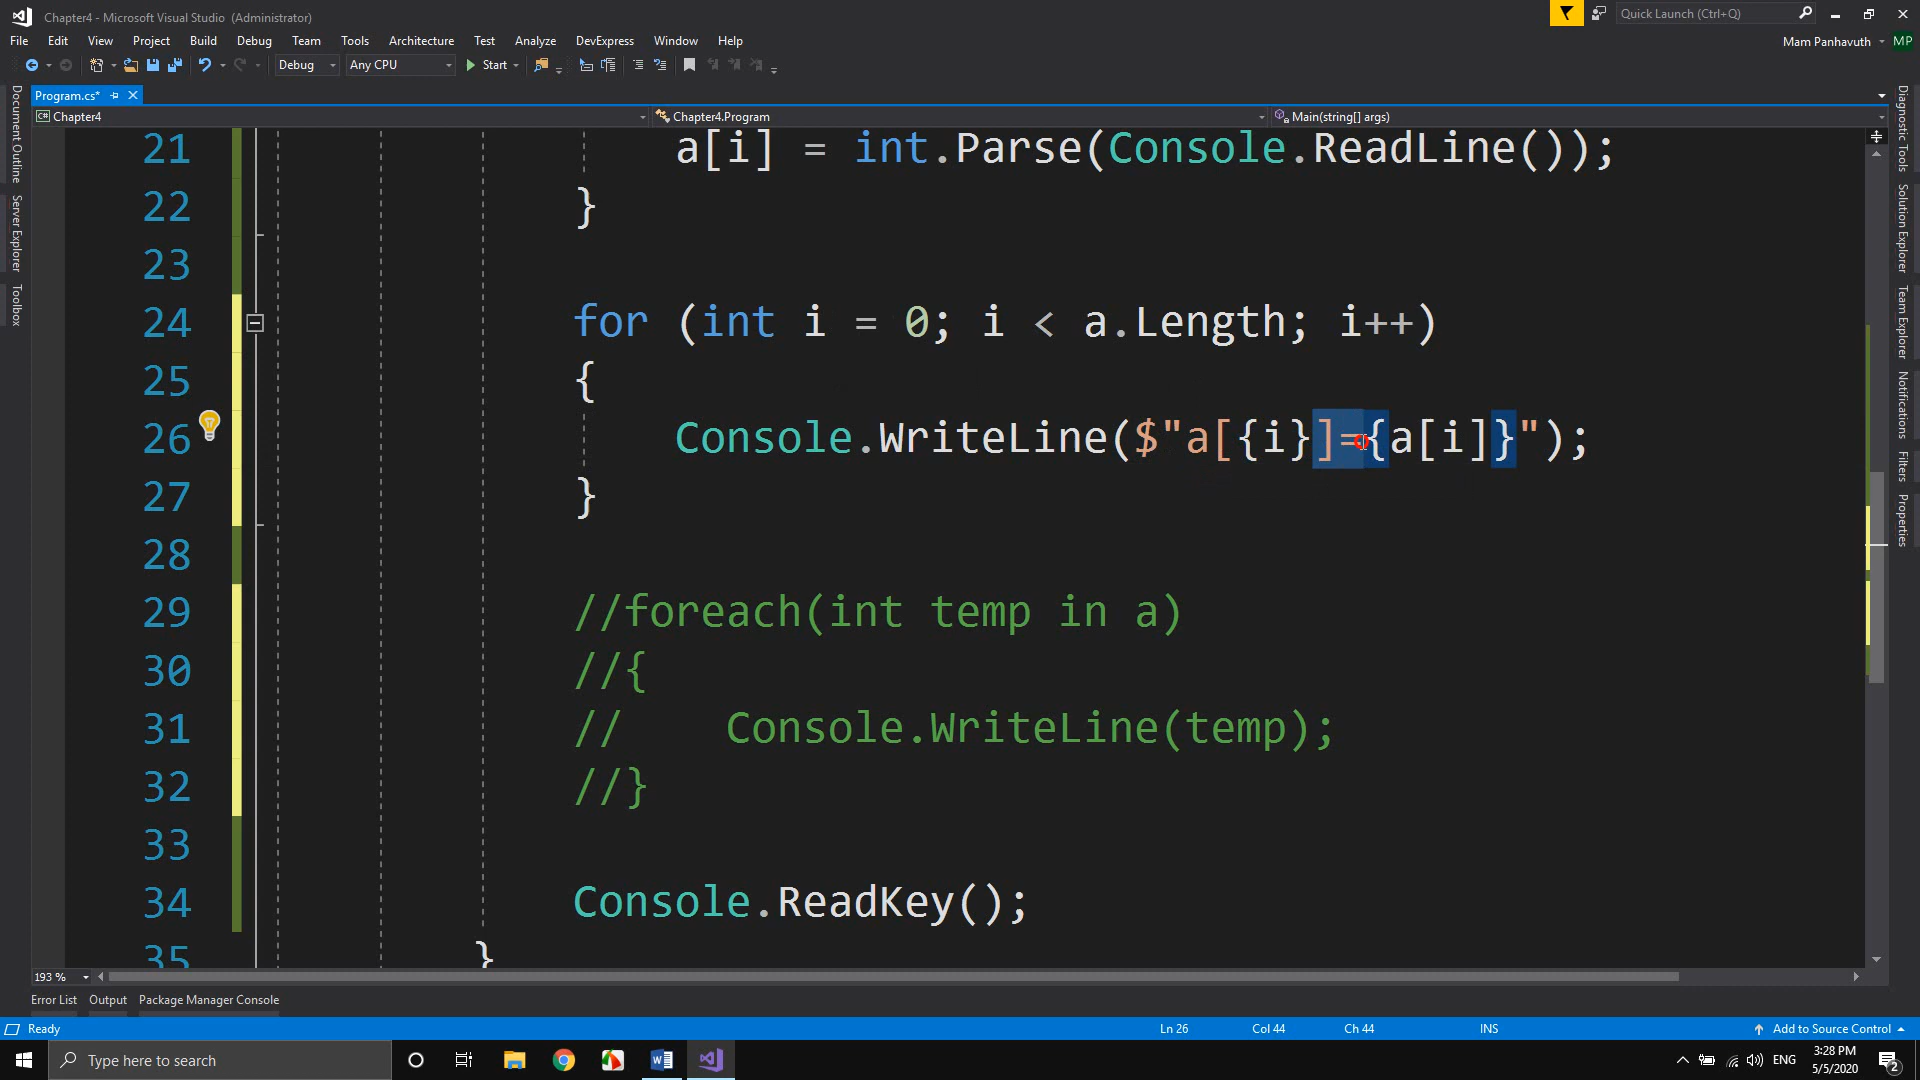 Chapter4 - Microsoft Visual Studio (Administrator)
Quick Launch (Ctrl+Q)
File Edit View Project Build Debug Team Tools Architecture Test Analyze DevExpress Window Help
Mam Panhavuth MP
Debug Any CPU Start
Program.cs*
Chapter4 Chapter4.Program Main(string[] args)
Document Outline
Server Explorer
Toolbox
21 a[i] = int.Parse(Console.ReadLine());
22 }
23
24 for (int i = 0; i < a.Length; i++)
25 {
26 Console.WriteLine($"a[{i}]={a[i]}");
27 }
28
29 //foreach(int temp in a)
30 //{
31 //    Console.WriteLine(temp);
32 //}
33
34 Console.ReadKey();
35 }
Diagnostic Tools
Solution Explorer
Team Explorer
Notifications
Filters
Properties
193 %
Error List Output Package Manager Console
Ready Ln 26 Col 44 Ch 44 INS Add to Source Control
Type here to search
ENG
3:28 PM
5/5/2020
2